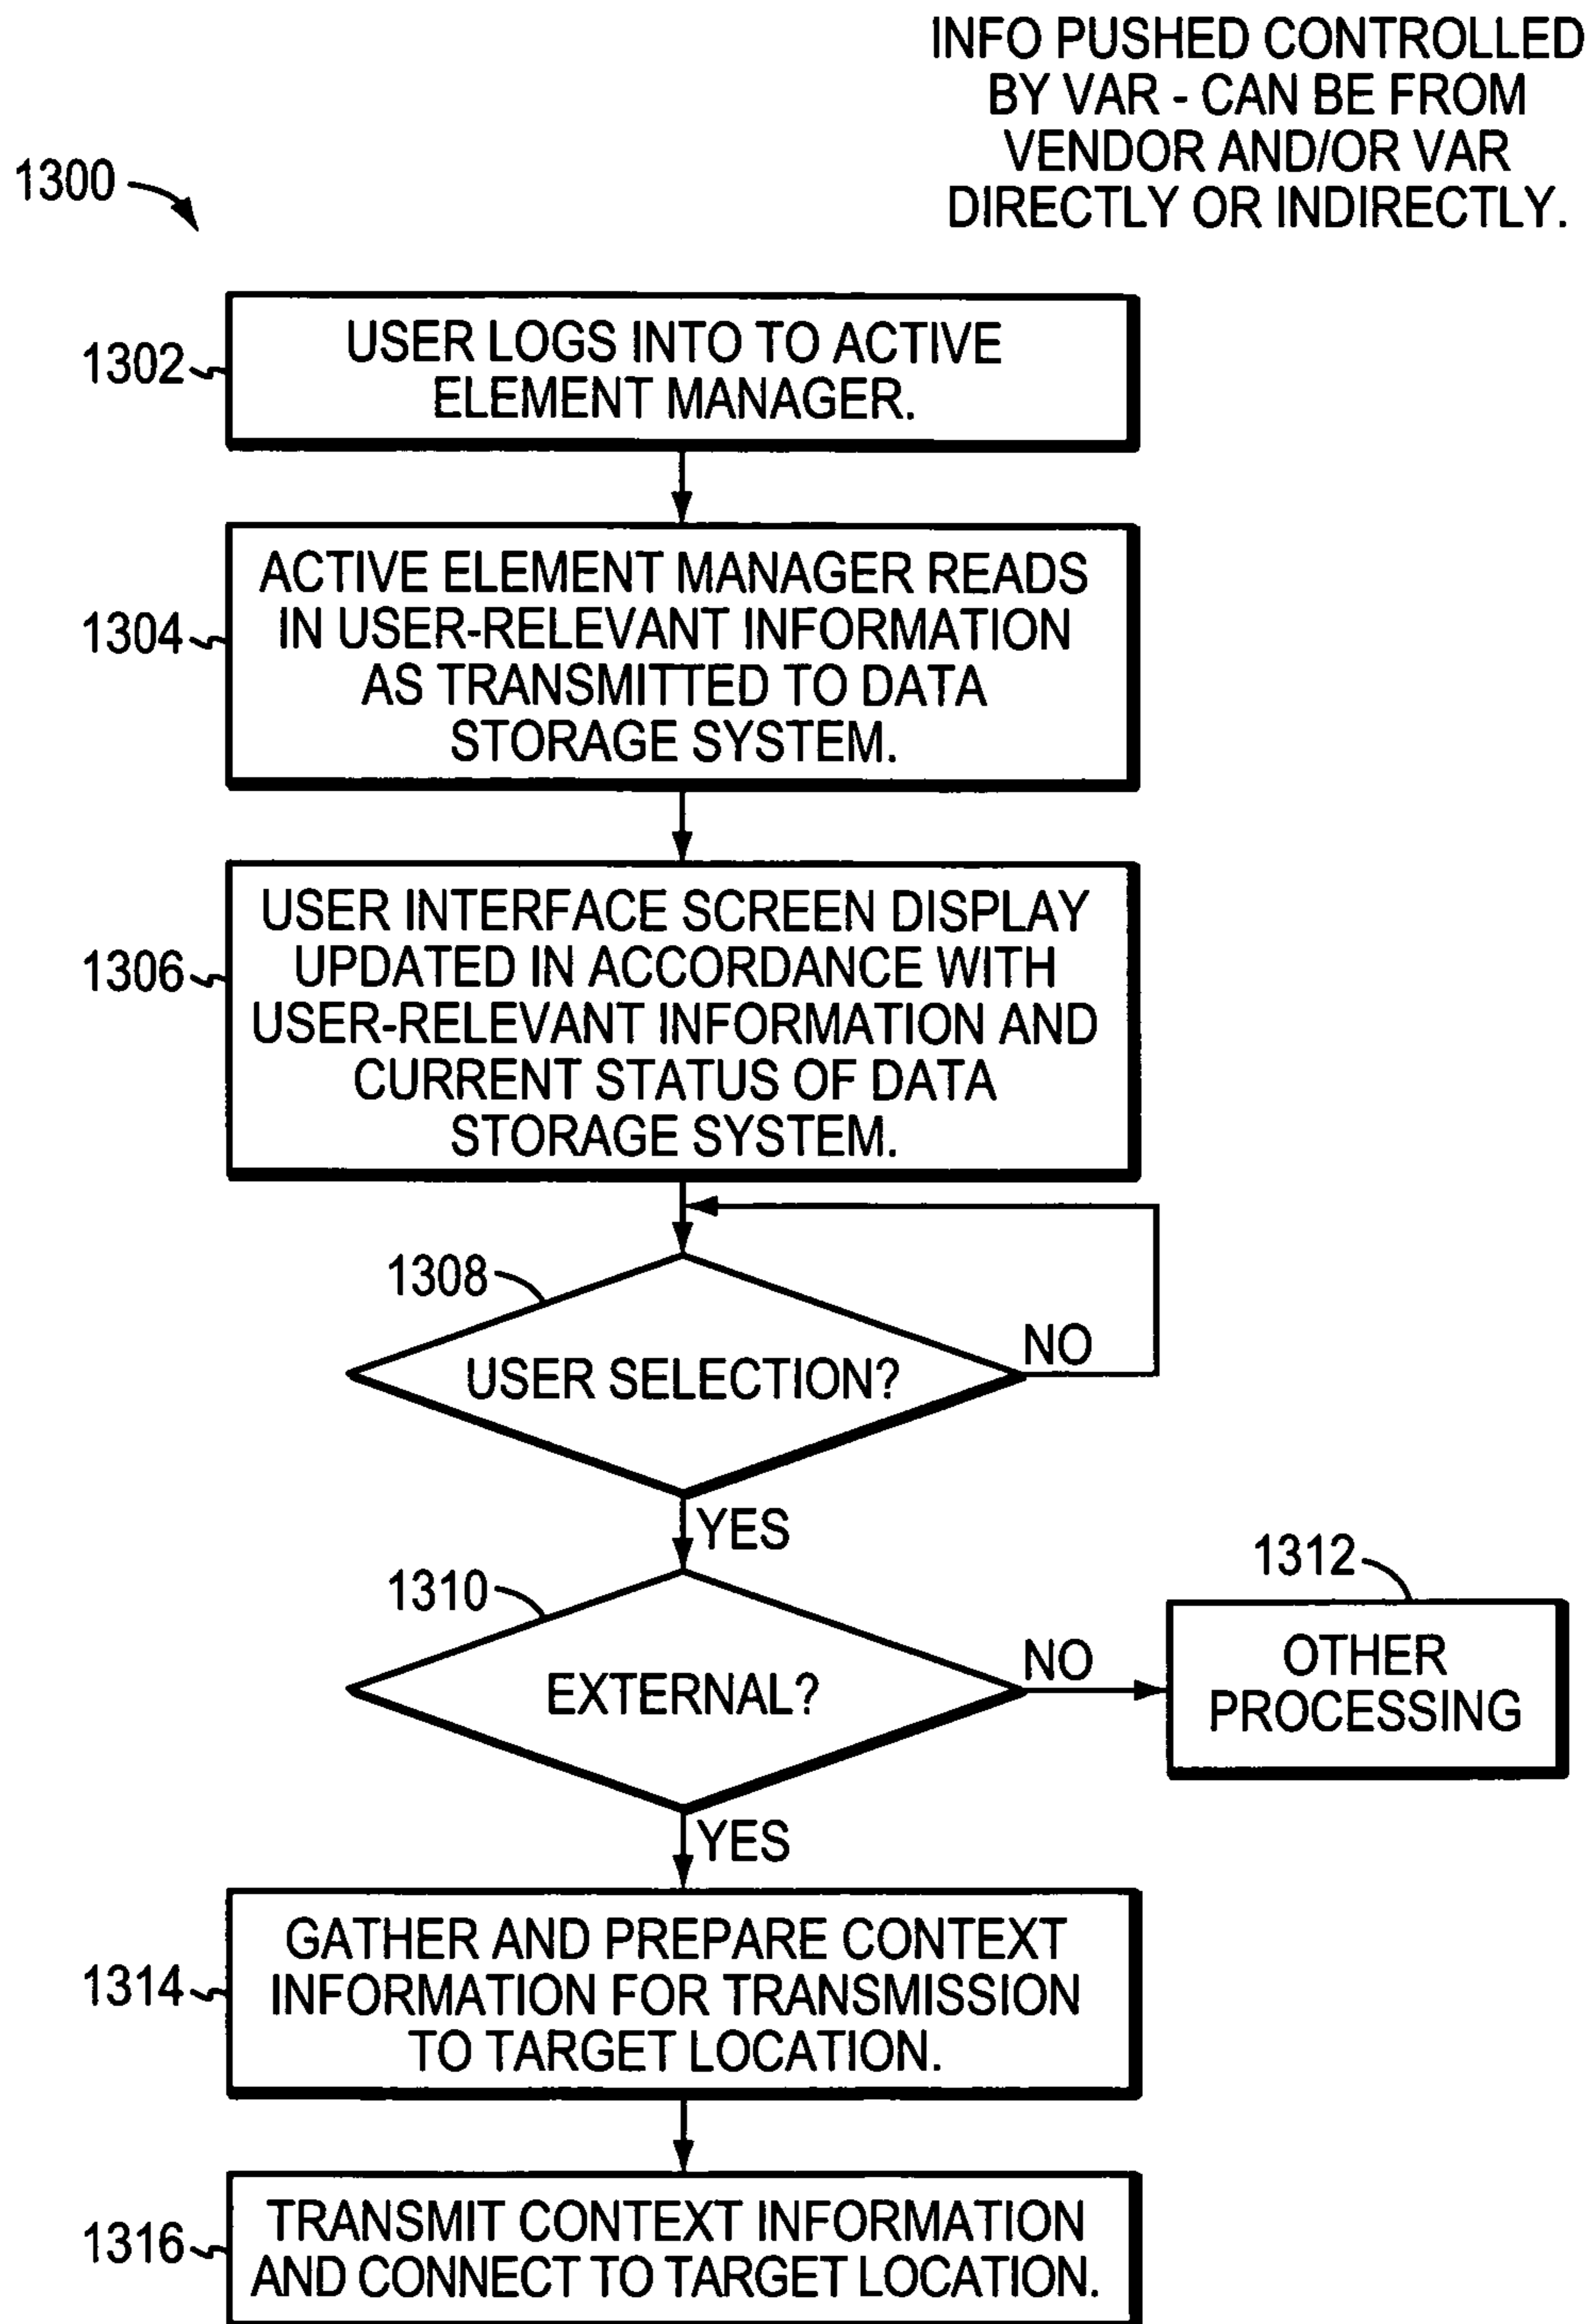 INFO PUSHED CONTROLLED
BY VAR - CAN BE FROM
VENDOR AND/OR VAR
DIRECTLY OR INDIRECTLY.
1300
1302
USER LOGS INTO TO ACTIVE
ELEMENT MANAGER.
1304
ACTIVE ELEMENT MANAGER READS
IN USER-RELEVANT INFORMATION
AS TRANSMITTED TO DATA
STORAGE SYSTEM.
1306
USER INTERFACE SCREEN DISPLAY
UPDATED IN ACCORDANCE WITH
USER-RELEVANT INFORMATION AND
CURRENT STATUS OF DATA
STORAGE SYSTEM.
1308
USER SELECTION?
NO
YES
1310
EXTERNAL?
NO
1312
OTHER
PROCESSING
YES
1314
GATHER AND PREPARE CONTEXT
INFORMATION FOR TRANSMISSION
TO TARGET LOCATION.
1316
TRANSMIT CONTEXT INFORMATION
AND CONNECT TO TARGET LOCATION.